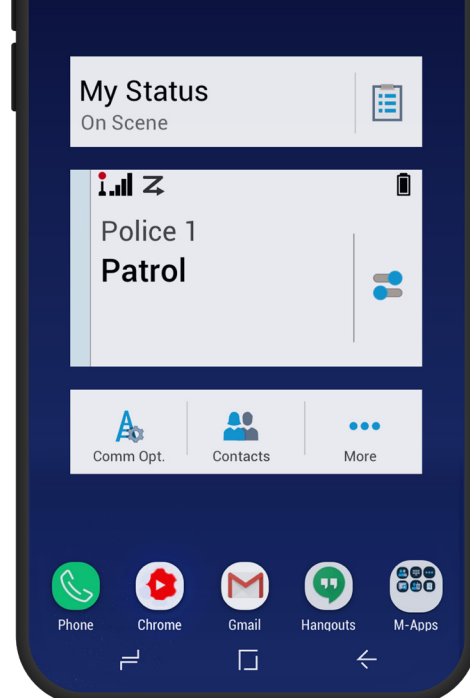 My Status
On Scene
Police 1
Patrol
Comm Opt.
Contacts
More
Phone
Chrome
Gmail
Hangouts
M-Apps